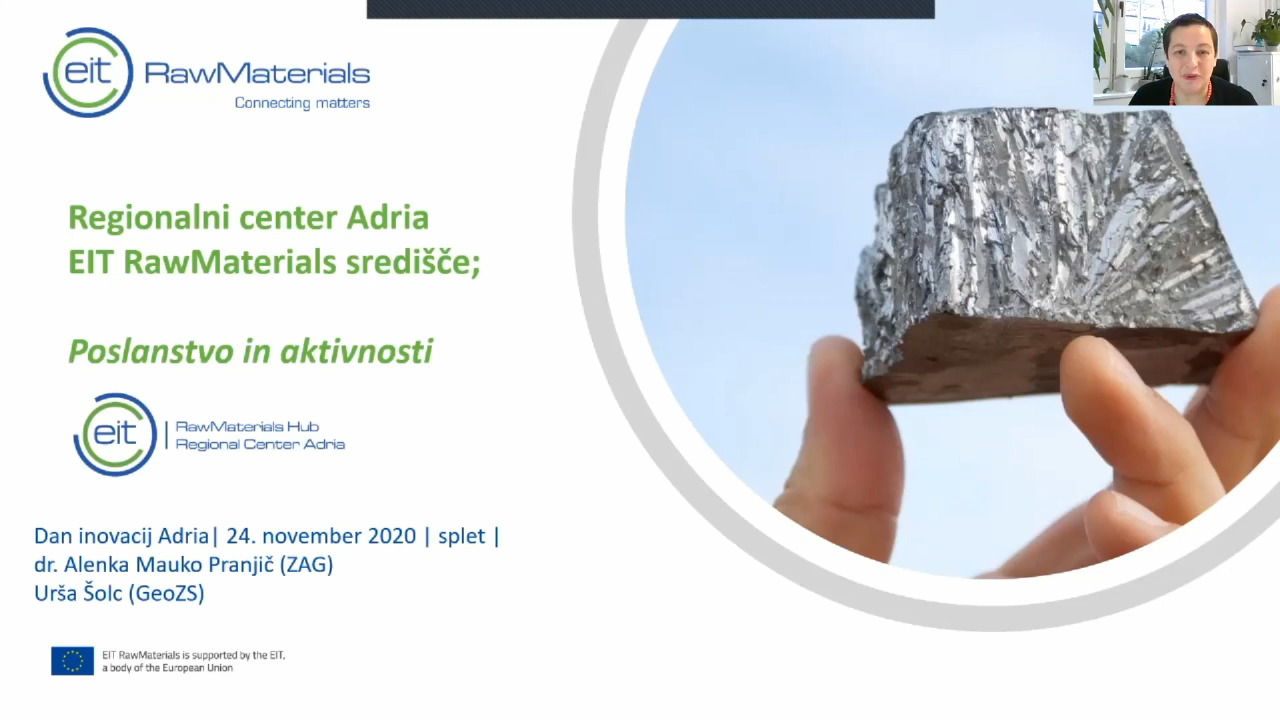 eit RawMaterials
Connecting matters
Regionalni center Adria
EIT RawMaterials središče;
Poslanstvo in aktivnosti
eit | RawMaterials Hub
Regional Center Adria
Dan inovacij Adria| 24. november 2020 | splet |
dr. Alenka Mauko Pranjič (ZAG)
Urša Šolc (GeoZS)
EIT RawMaterials is supported by the EIT,
a body of the European Union